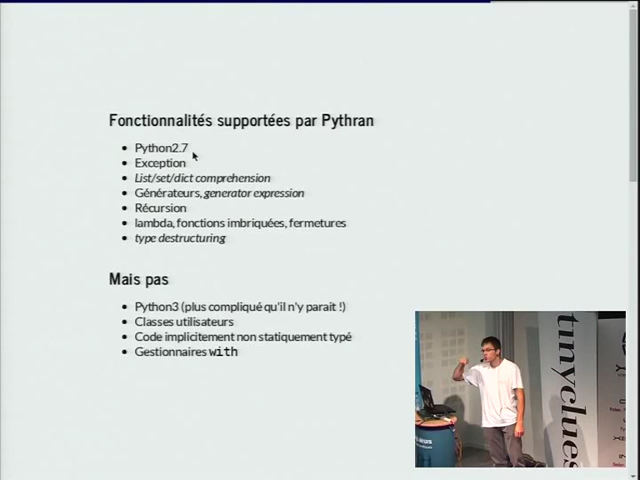 Fonctionnalités supportées par Pythran
Python2.7
Exception
List/set/dict comprehension
Générateurs, generator expression
Récursion
lambda, fonctions imbriquées, fermetures
type destructuring
Mais pas
Python3 (plus compliqué qu'il n'y parait !)
Classes utilisateurs
Code implicitement non statiquement typé
Gestionnaires with
tinyclues